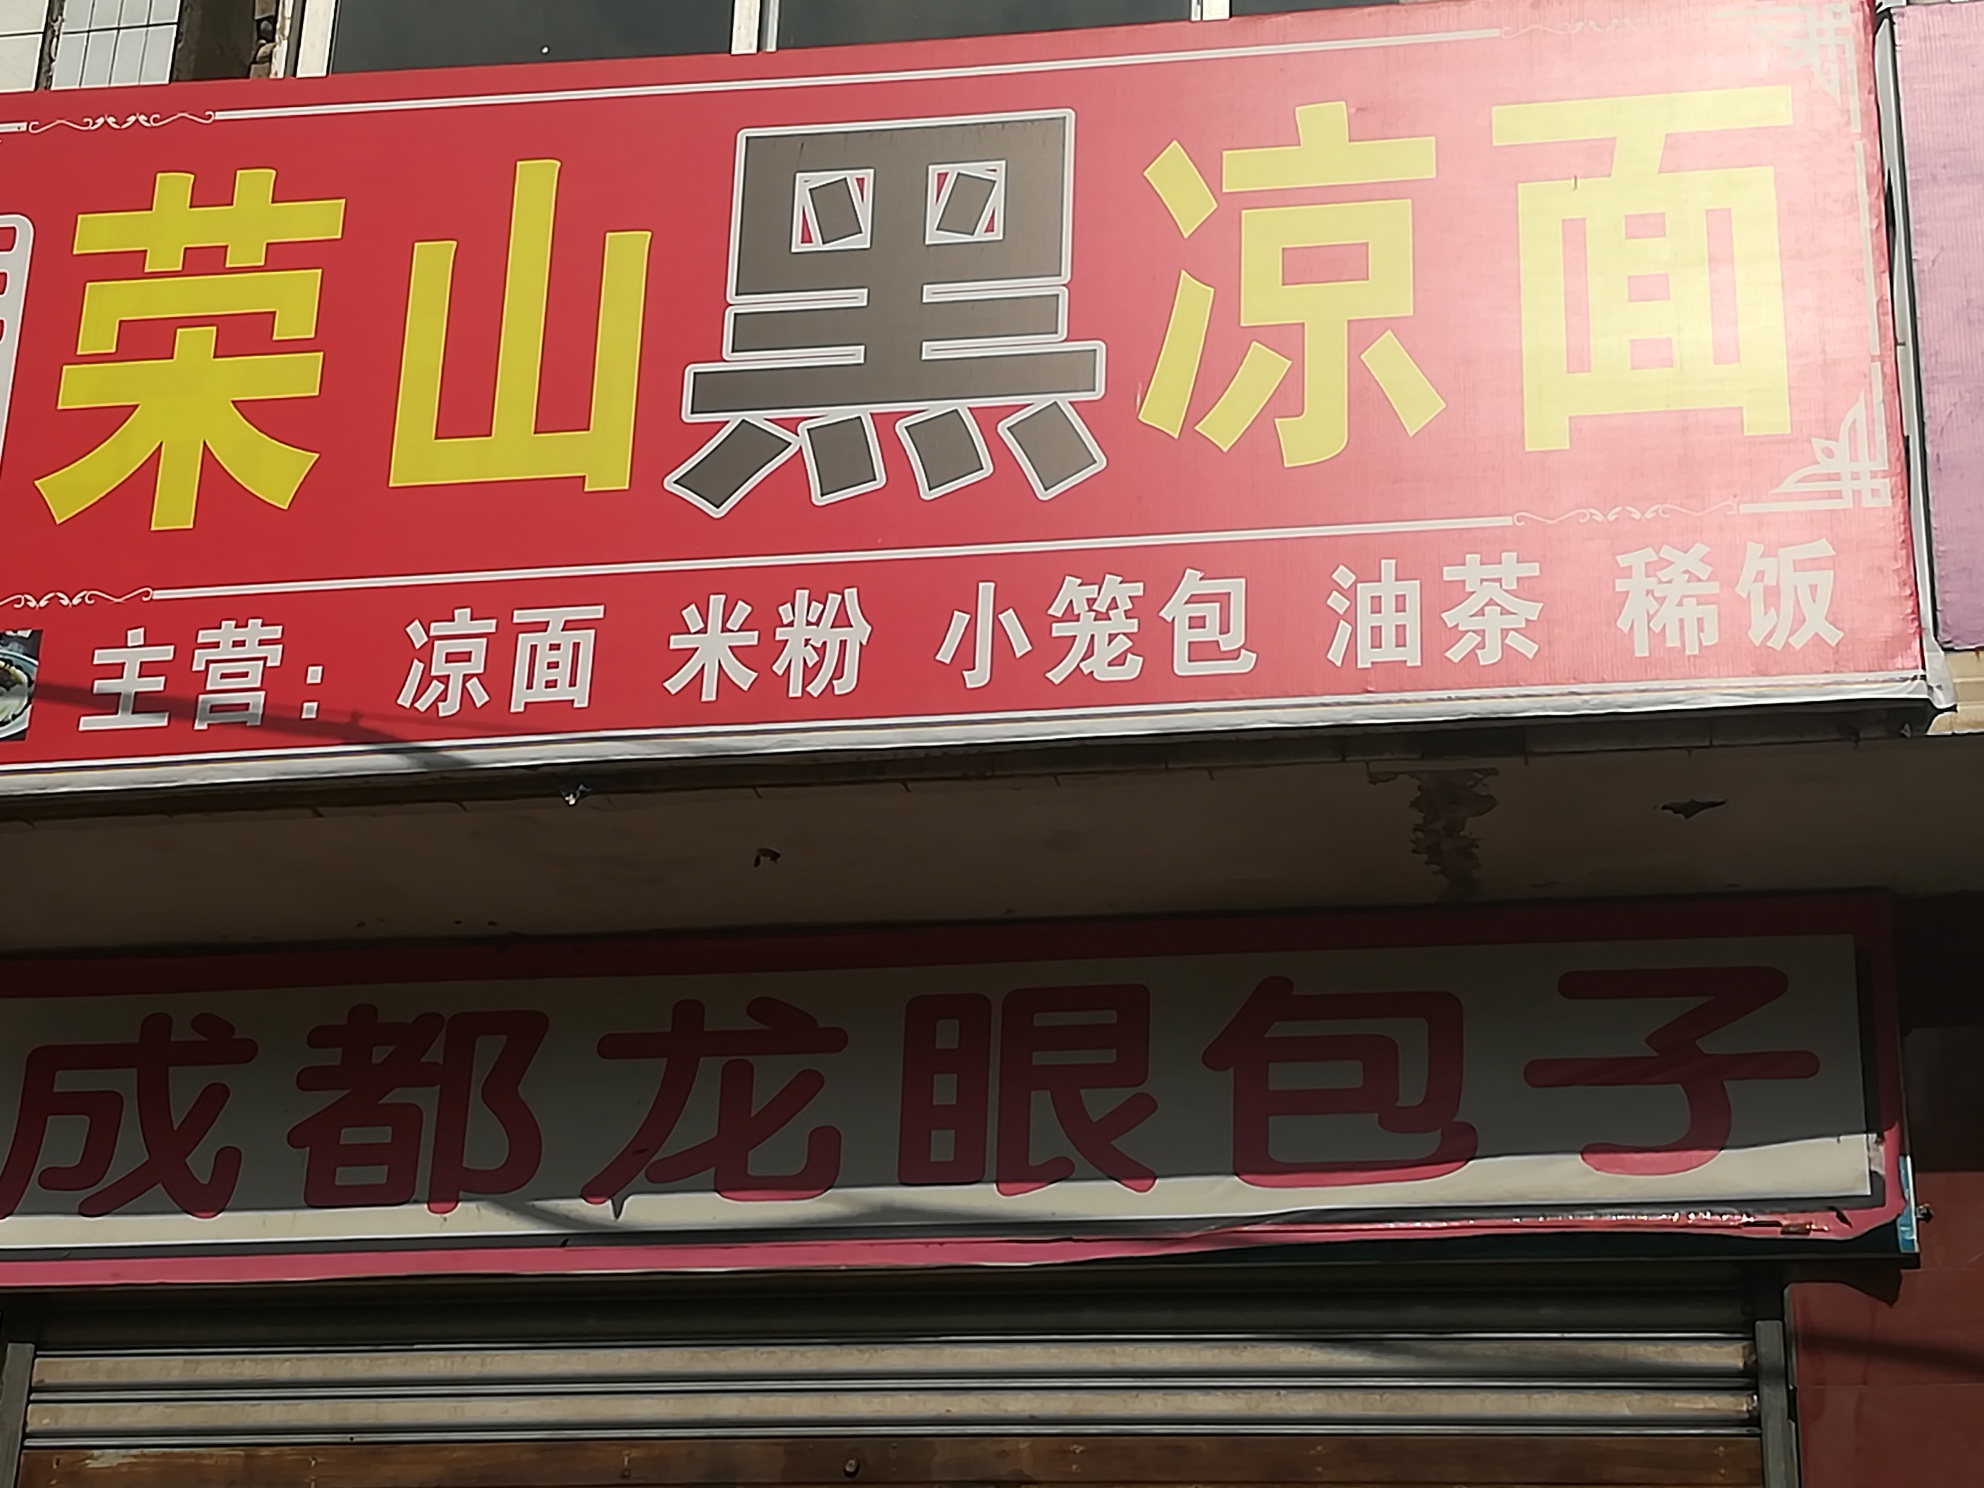 荣山黑凉面
主营：凉面 米粉 小笼包 油茶 稀饭
成都龙眼包子